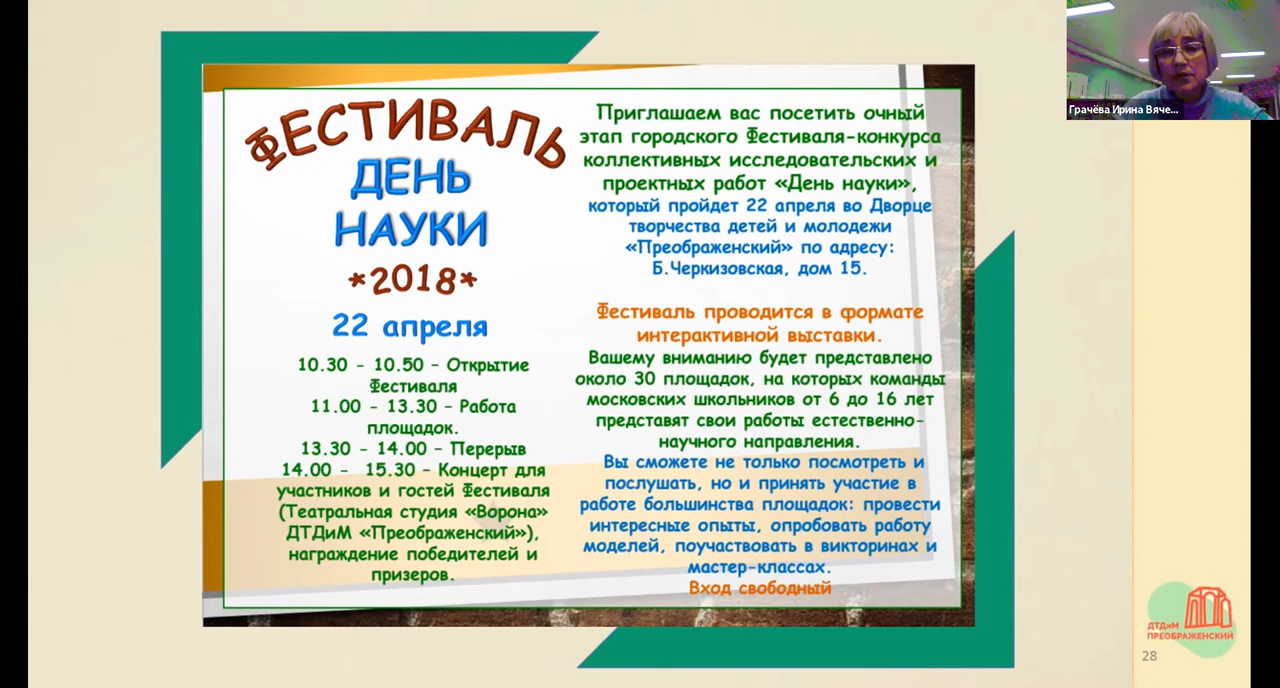 ФЕСТИВАЛЬ
ДЕНЬ
НАУКИ
*2018*
22 апреля
10.30 - 10.50 – Открытие
Фестиваля
11.00 - 13.30 – Работа
площадок.
13.30 - 14.00 – Перерыв
14.00 - 15.30 – Концерт для
участников и гостей Фестиваля
(Театральная студия «Ворона»
ДТДиМ «Преображенский»),
награждение победителей и
призеров.
Приглашаем вас посетить очный
этап городского Фестиваля-конкурса
коллективных исследовательских и
проектных работ «День науки»,
который пройдет 22 апреля во Дворце
творчества детей и молодежи
«Преображенский» по адресу:
Б.Черкизовская, дом 15.
Фестиваль проводится в формате
интерактивной выставки.
Вашему вниманию будет представлено
около 30 площадок, на которых команды
московских школьников от 6 до 16 лет
представят свои работы естественно-
научного направления.
Вы сможете не только посмотреть и
послушать, но и принять участие в
работе большинства площадок: провести
интересные опыты, опробовать работу
моделей, поучаствовать в викторинах и
мастер-классах.
Вход свободный
Грачёва Ирина Вяче...
ДТДиМ
ПРЕОБРАЖЕНСКИЙ
28